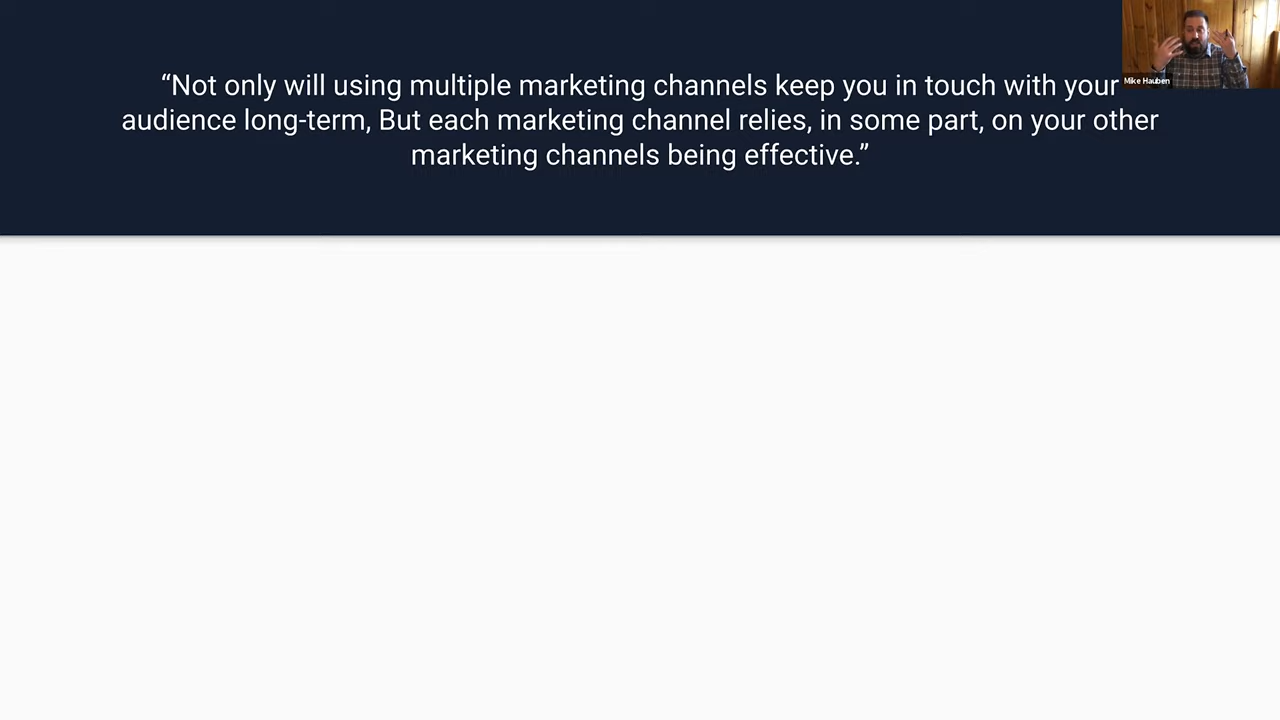 “Not only will using multiple marketing channels keep you in touch with your
audience long-term, But each marketing channel relies, in some part, on your other
marketing channels being effective.”
Mike Hauben